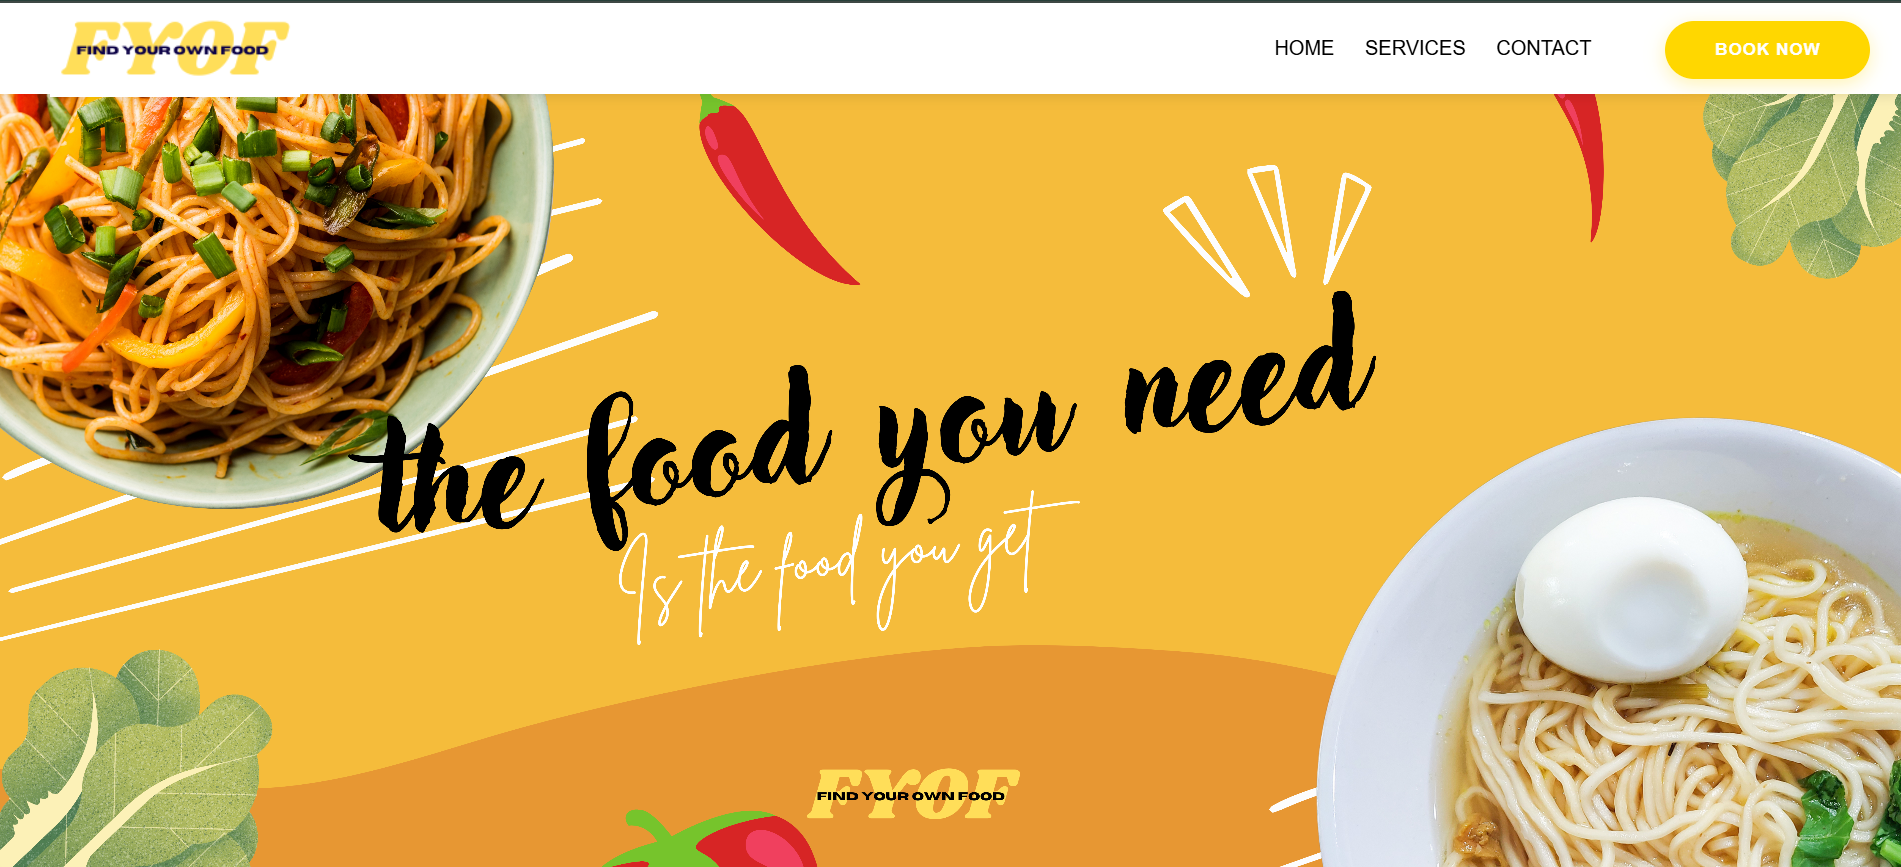 FYOF
FIND YOUR OWN FOOD
HOME SERVICES CONTACT
BOOK NOW
the food you need
Is the food you get
FYOF
FIND YOUR OWN FOOD